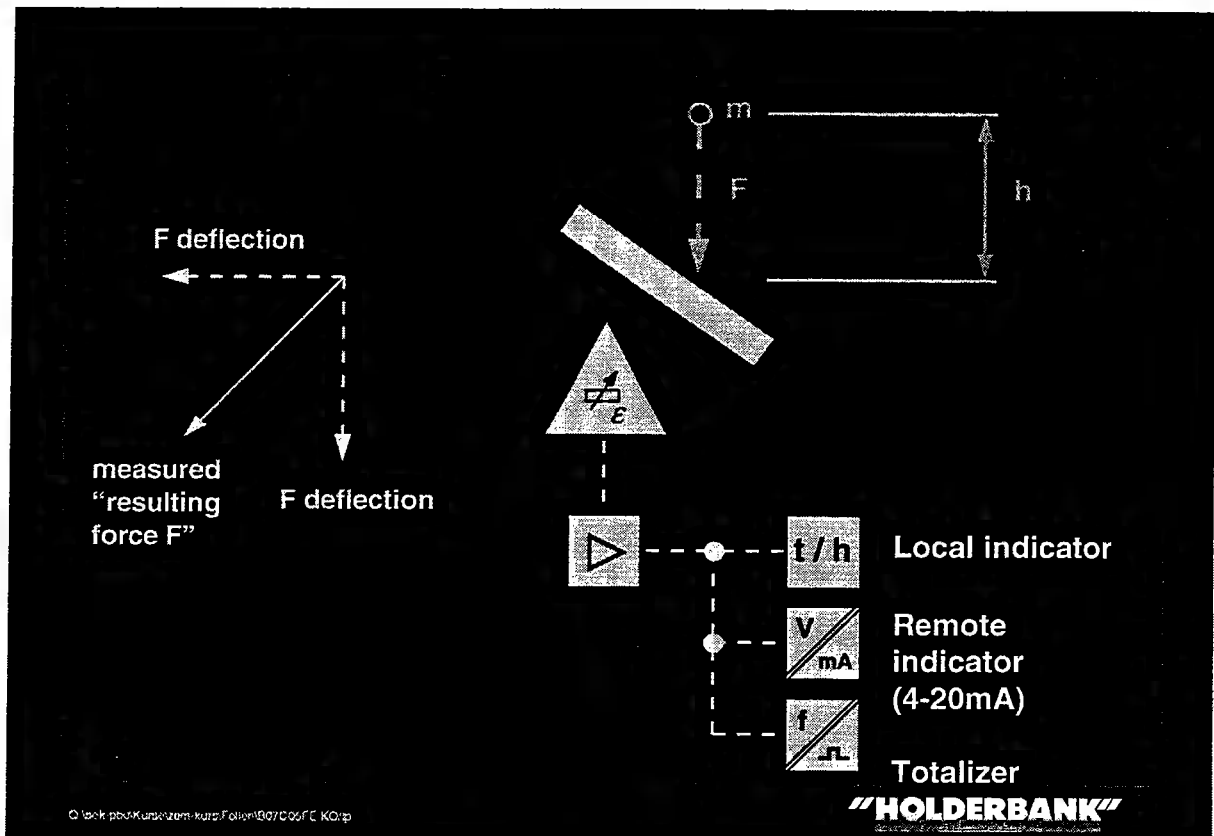 m
F
h
F deflection
ε
measured
“resulting
force F”
F deflection
t / h
Local indicator
V
mA
Remote
indicator
(4-20mA)
f
Totalizer
"HOLDERBANK"